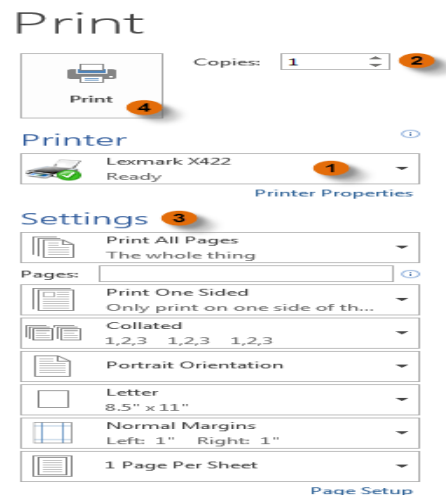 Print
Copies: 1 2
Print 4
Printer
Lexmark X422 1
Ready
Printer Properties
Settings 3
Print All Pages
The whole thing
Pages:
Print One Sided
Only print on one side of th...
Collated
1,2,3 1,2,3 1,2,3
Portrait Orientation
Letter
8.5" x 11"
Normal Margins
Left: 1" Right: 1"
1 Page Per Sheet
Page Setup